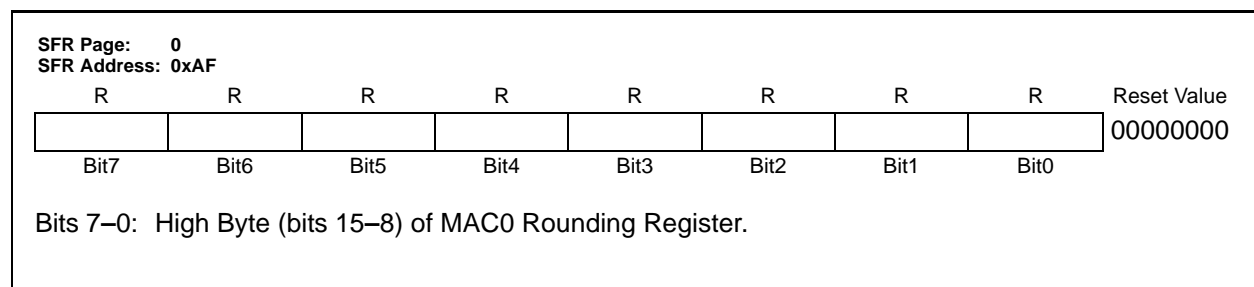 SFR Page: 0
SFR Address: 0xAF
R R R R R R R R Reset Value
00000000
Bit7 Bit6 Bit5 Bit4 Bit3 Bit2 Bit1 Bit0
Bits 7–0: High Byte (bits 15–8) of MAC0 Rounding Register.